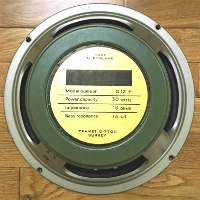 MADE
IN ENGLAND
Model number G 12 H
Power capacity 30 watts
Impedance 16 ohms
Bass resonance c/s
THAMES DITTON
SURREY